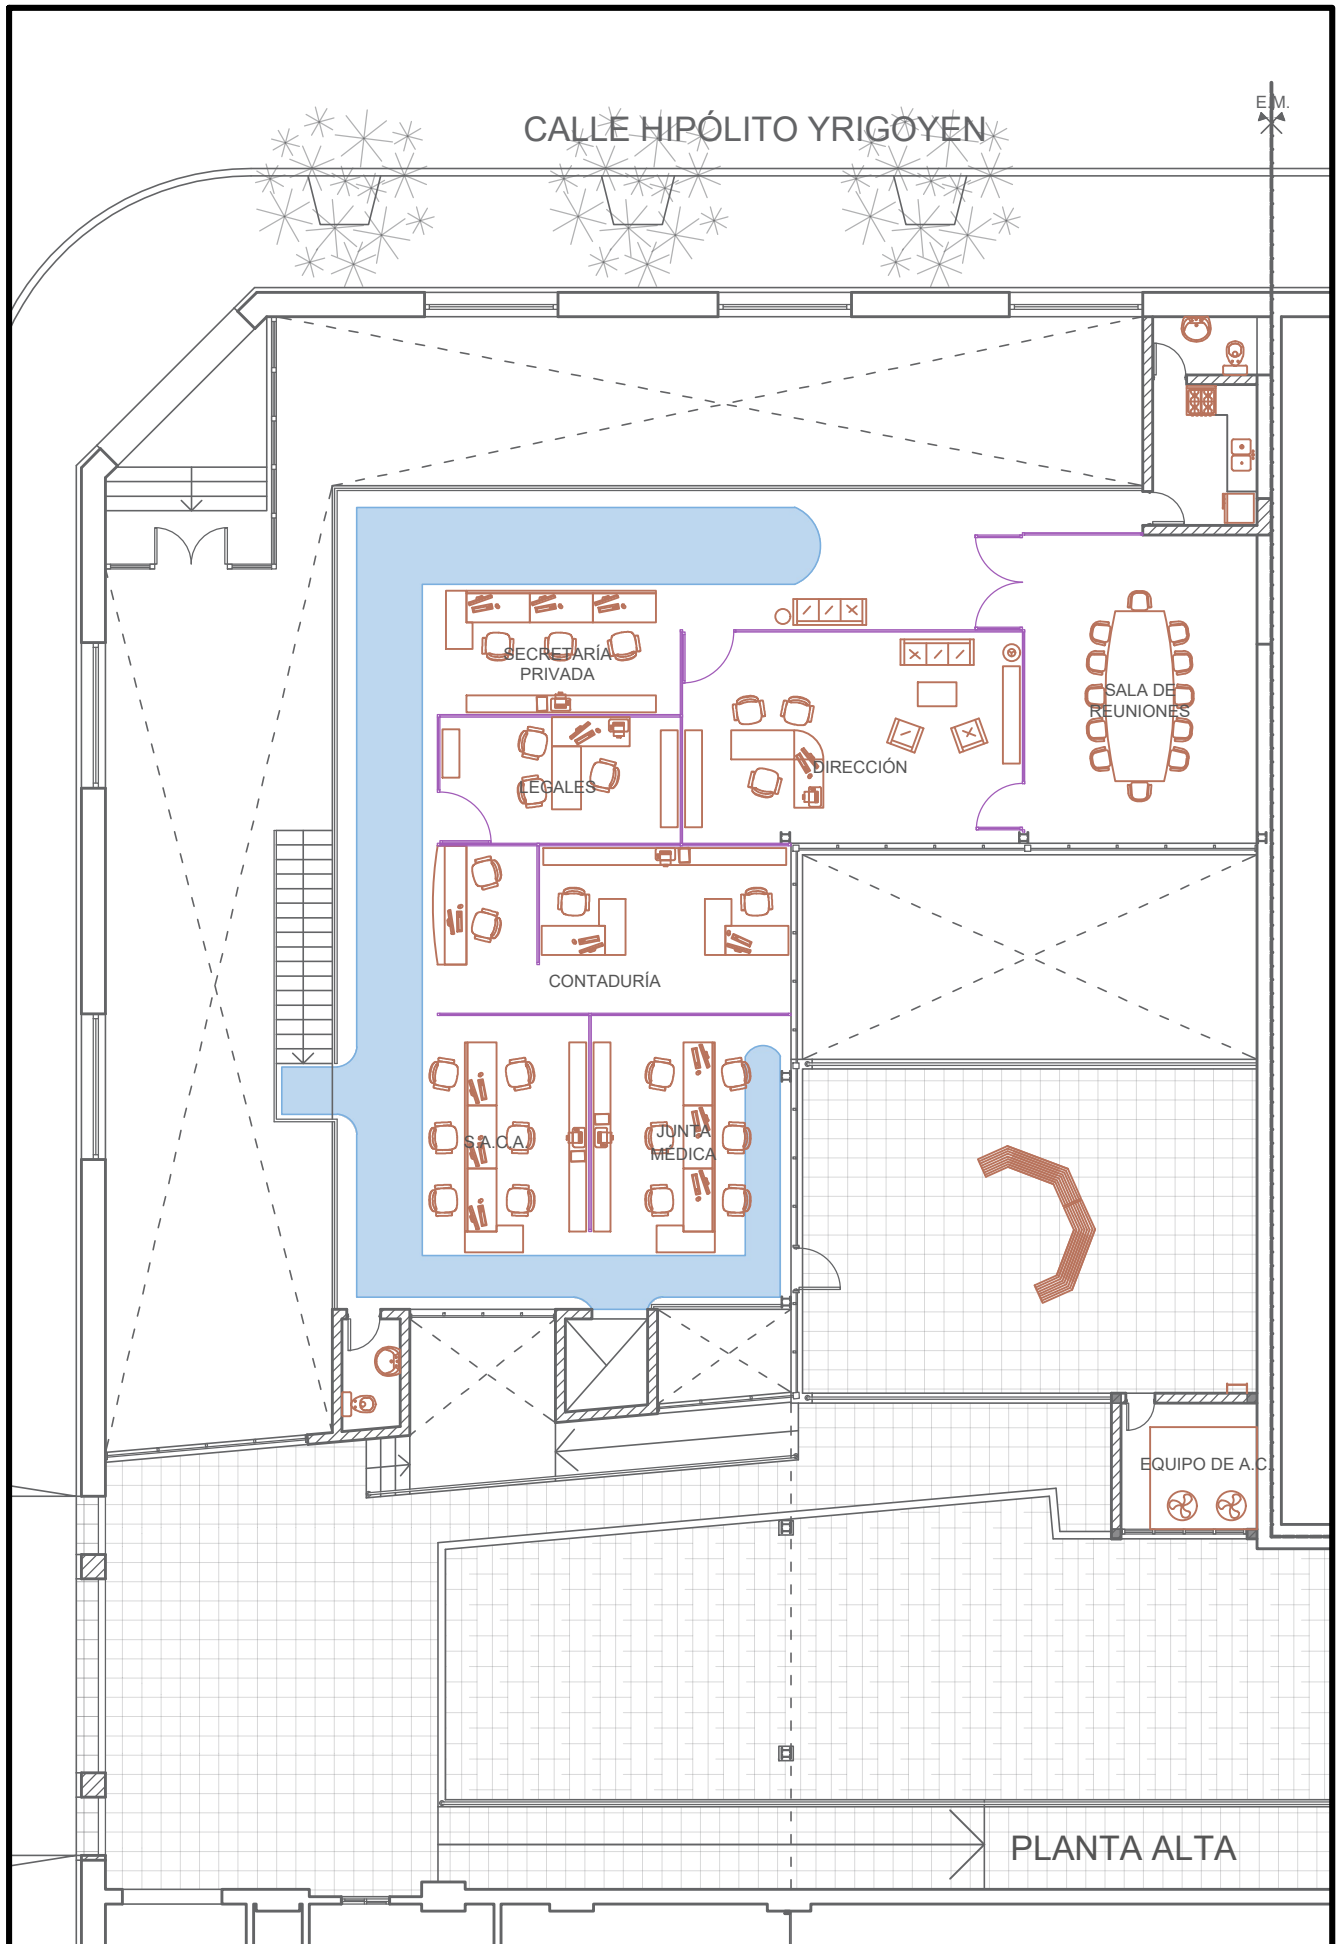 E.M.
CALLE HIPÓLITO YRIGOYEN
SECRETARÍA
PRIVADA
SALA DE
REUNIONES
DIRECCIÓN
LEGALES
CONTADURÍA
S.A.C.A.
JUNTA
MÉDICA
EQUIPO DE A.C.
PLANTA ALTA